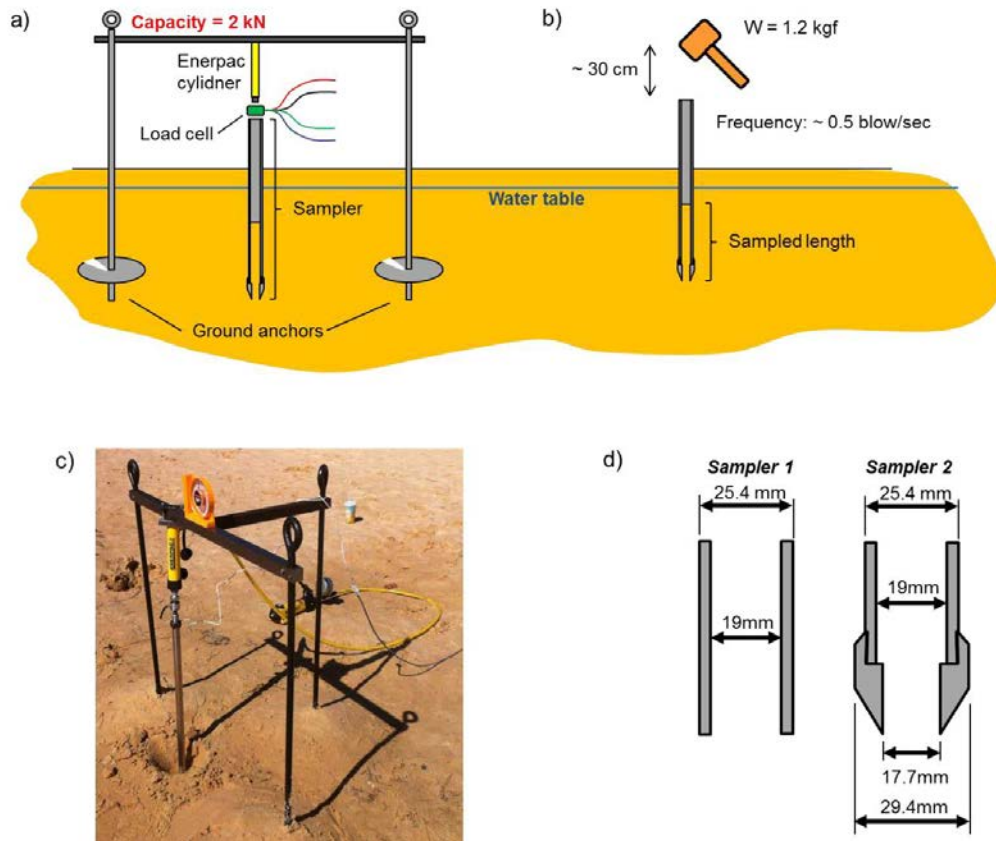 a)
Capacity = 2 kN
Enerpac
cylidner
Load cell
Sampler
Ground anchors
Water table
b)
W = 1.2 kgf
~ 30 cm
Frequency: ~ 0.5 blow/sec
Sampled length
c)
d)
Sampler 1
25.4 mm
19mm
Sampler 2
25.4 mm
19mm
17.7mm
29.4mm